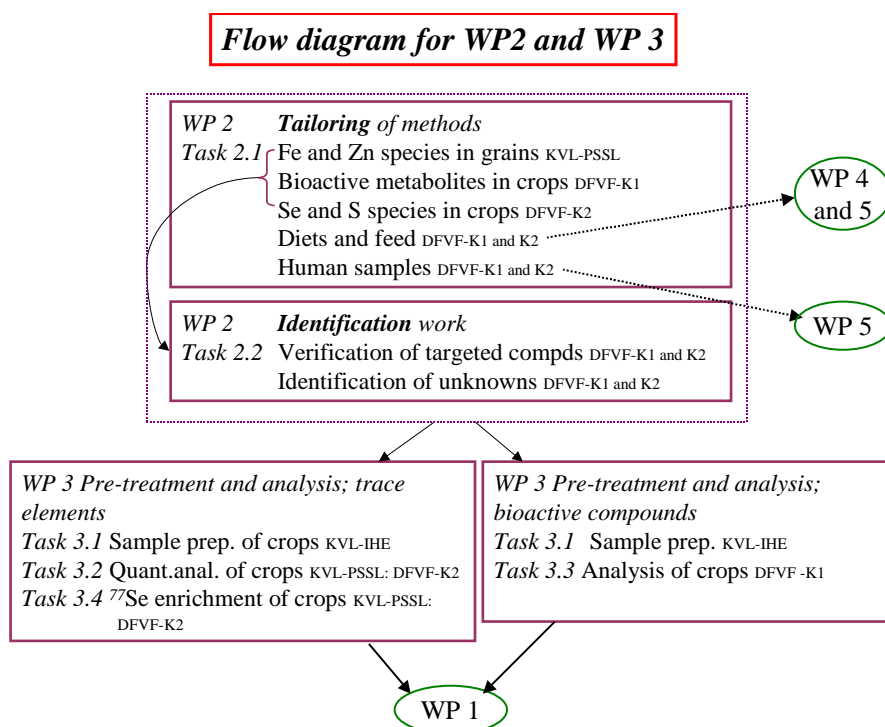 Flow diagram for WP2 and WP 3
WP 2 Tailoring of methods
Task 2.1 Fe and Zn species in grains KVL-PSSL
Bioactive metabolites in crops DFVF-K1
Se and S species in crops DFVF-K2
Diets and feed DFVF-K1 and K2
Human samples DFVF-K1 and K2
WP 4
and 5
WP 5
WP 2 Identification work
Task 2.2 Verification of targeted compds DFVF-K1 and K2
Identification of unknowns DFVF-K1 and K2
WP 3 Pre-treatment and analysis; trace
elements
Task 3.1 Sample prep. of crops KVL-IHE
Task 3.2 Quant.anal. of crops KVL-PSSL: DFVF-K2
Task 3.4 ⁷⁷Se enrichment of crops KVL-PSSL:
DFVF-K2
WP 3 Pre-treatment and analysis;
bioactive compounds
Task 3.1 Sample prep. KVL-IHE
Task 3.3 Analysis of crops DFVF -K1
WP 1